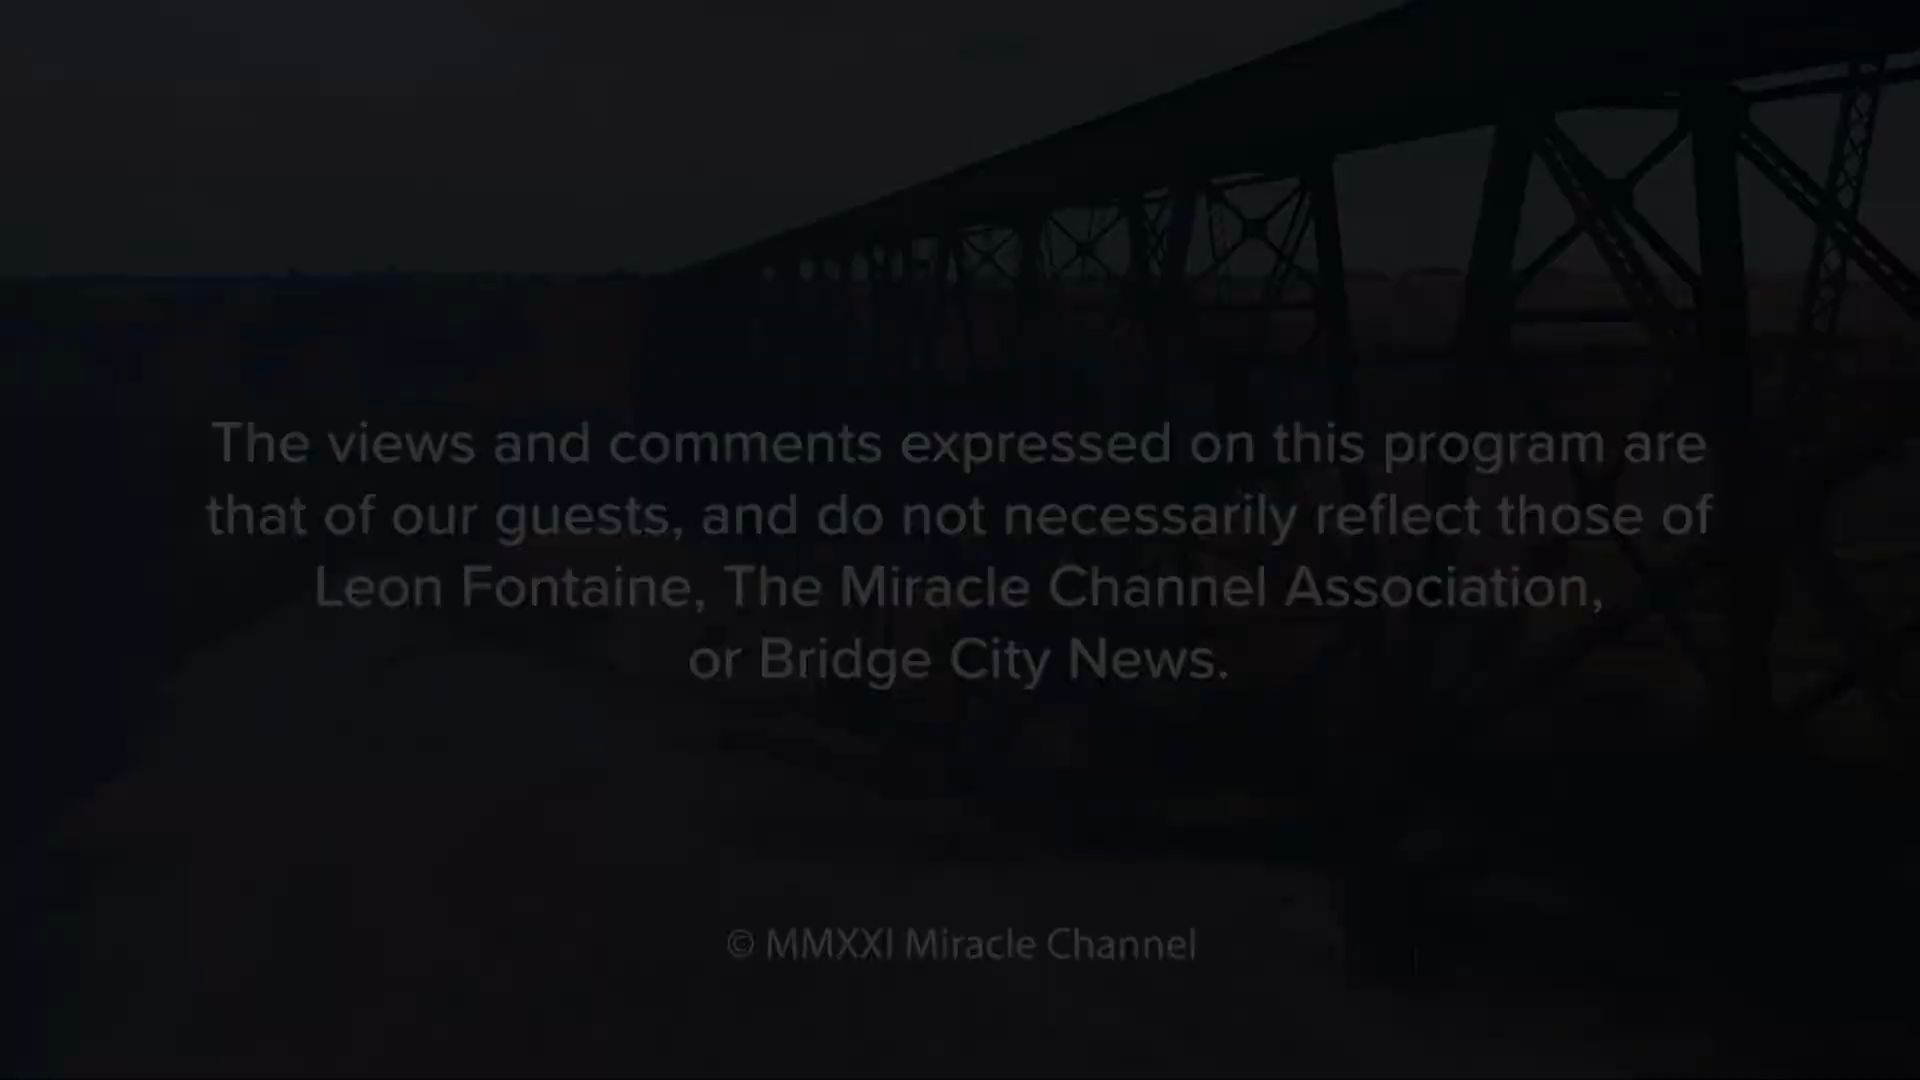 The views and comments expressed on this program are
that of our guests, and do not necessarily reflect those of
Leon Fontaine, The Miracle Channel Association,
or Bridge City News.
© MMXXI Miracle Channel